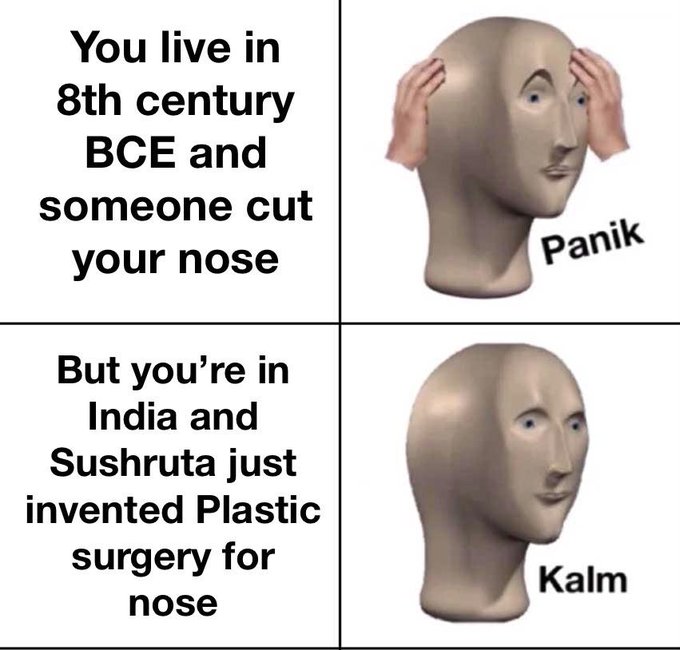 You live in
8th century
BCE and
someone cut
your nose
Panik
But you’re in
India and
Sushruta just
invented Plastic
surgery for
nose
Kalm